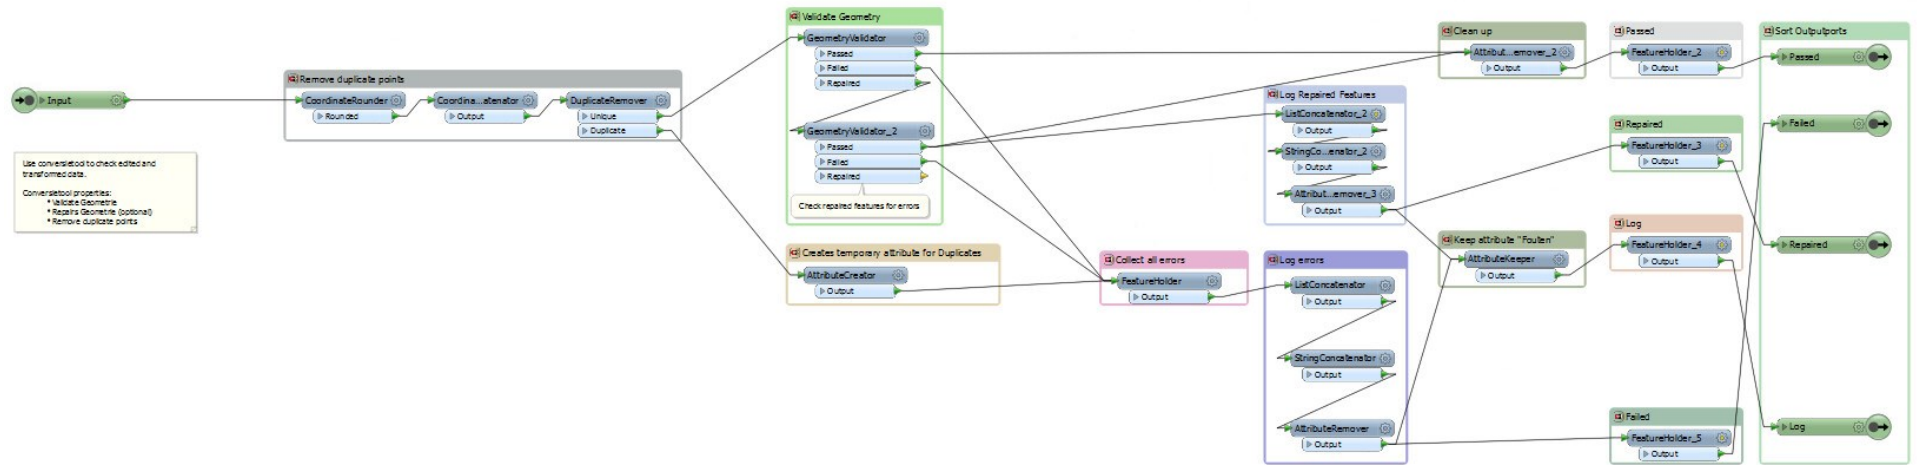 Input
Use conversietool to check edited and
transformed data.
Conversietool properties:
* Validate Geometrie
* Repairs Geometrie (optional)
* Remove duplicate points
Remove duplicate points
CoordinateRounder
Rounded
Coordina...atenator
Output
DuplicateRemover
Unique
Duplicate
Validate Geometry
GeometryValidator
Passed
Failed
Repaired
GeometryValidator_2
Passed
Failed
Repaired
Check repaired features for errors
Creates temporary attribute for Duplicates
AttributeCreator
Output
Collect all errors
FeatureHolder
Output
Log Repaired Features
ListConcatenator_2
Output
StringCo...enator_2
Output
Attribut...emover_3
Output
Log errors
ListConcatenator
Output
StringConcatenator
Output
AttributeRemover
Output
Clean up
Attribut...emover_2
Output
Keep attribute "Fouten"
AttributeKeeper
Output
Passed
FeatureHolder_2
Output
Repaired
FeatureHolder_3
Output
Log
FeatureHolder_4
Output
Failed
FeatureHolder_5
Output
Sort Outputports
Passed
Failed
Repaired
Log